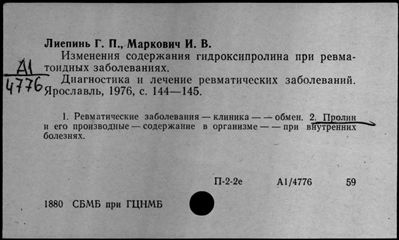 Лиепинь Г. П., Маркович И. В.
Изменения содержания гидроксипролина при ревма-
тоидных заболеваниях.
А1
4776
Диагностика и лечение ревматических заболеваний.
Ярославль, 1976, с. 144—145.
1. Ревматические заболевания — клиника — — обмен. 2. Пролин
и его производные — содержание в организме — — при внутренних
болезнях.
П-2-2е А1/4776 59
1880 СБМБ при ГЦНМБ